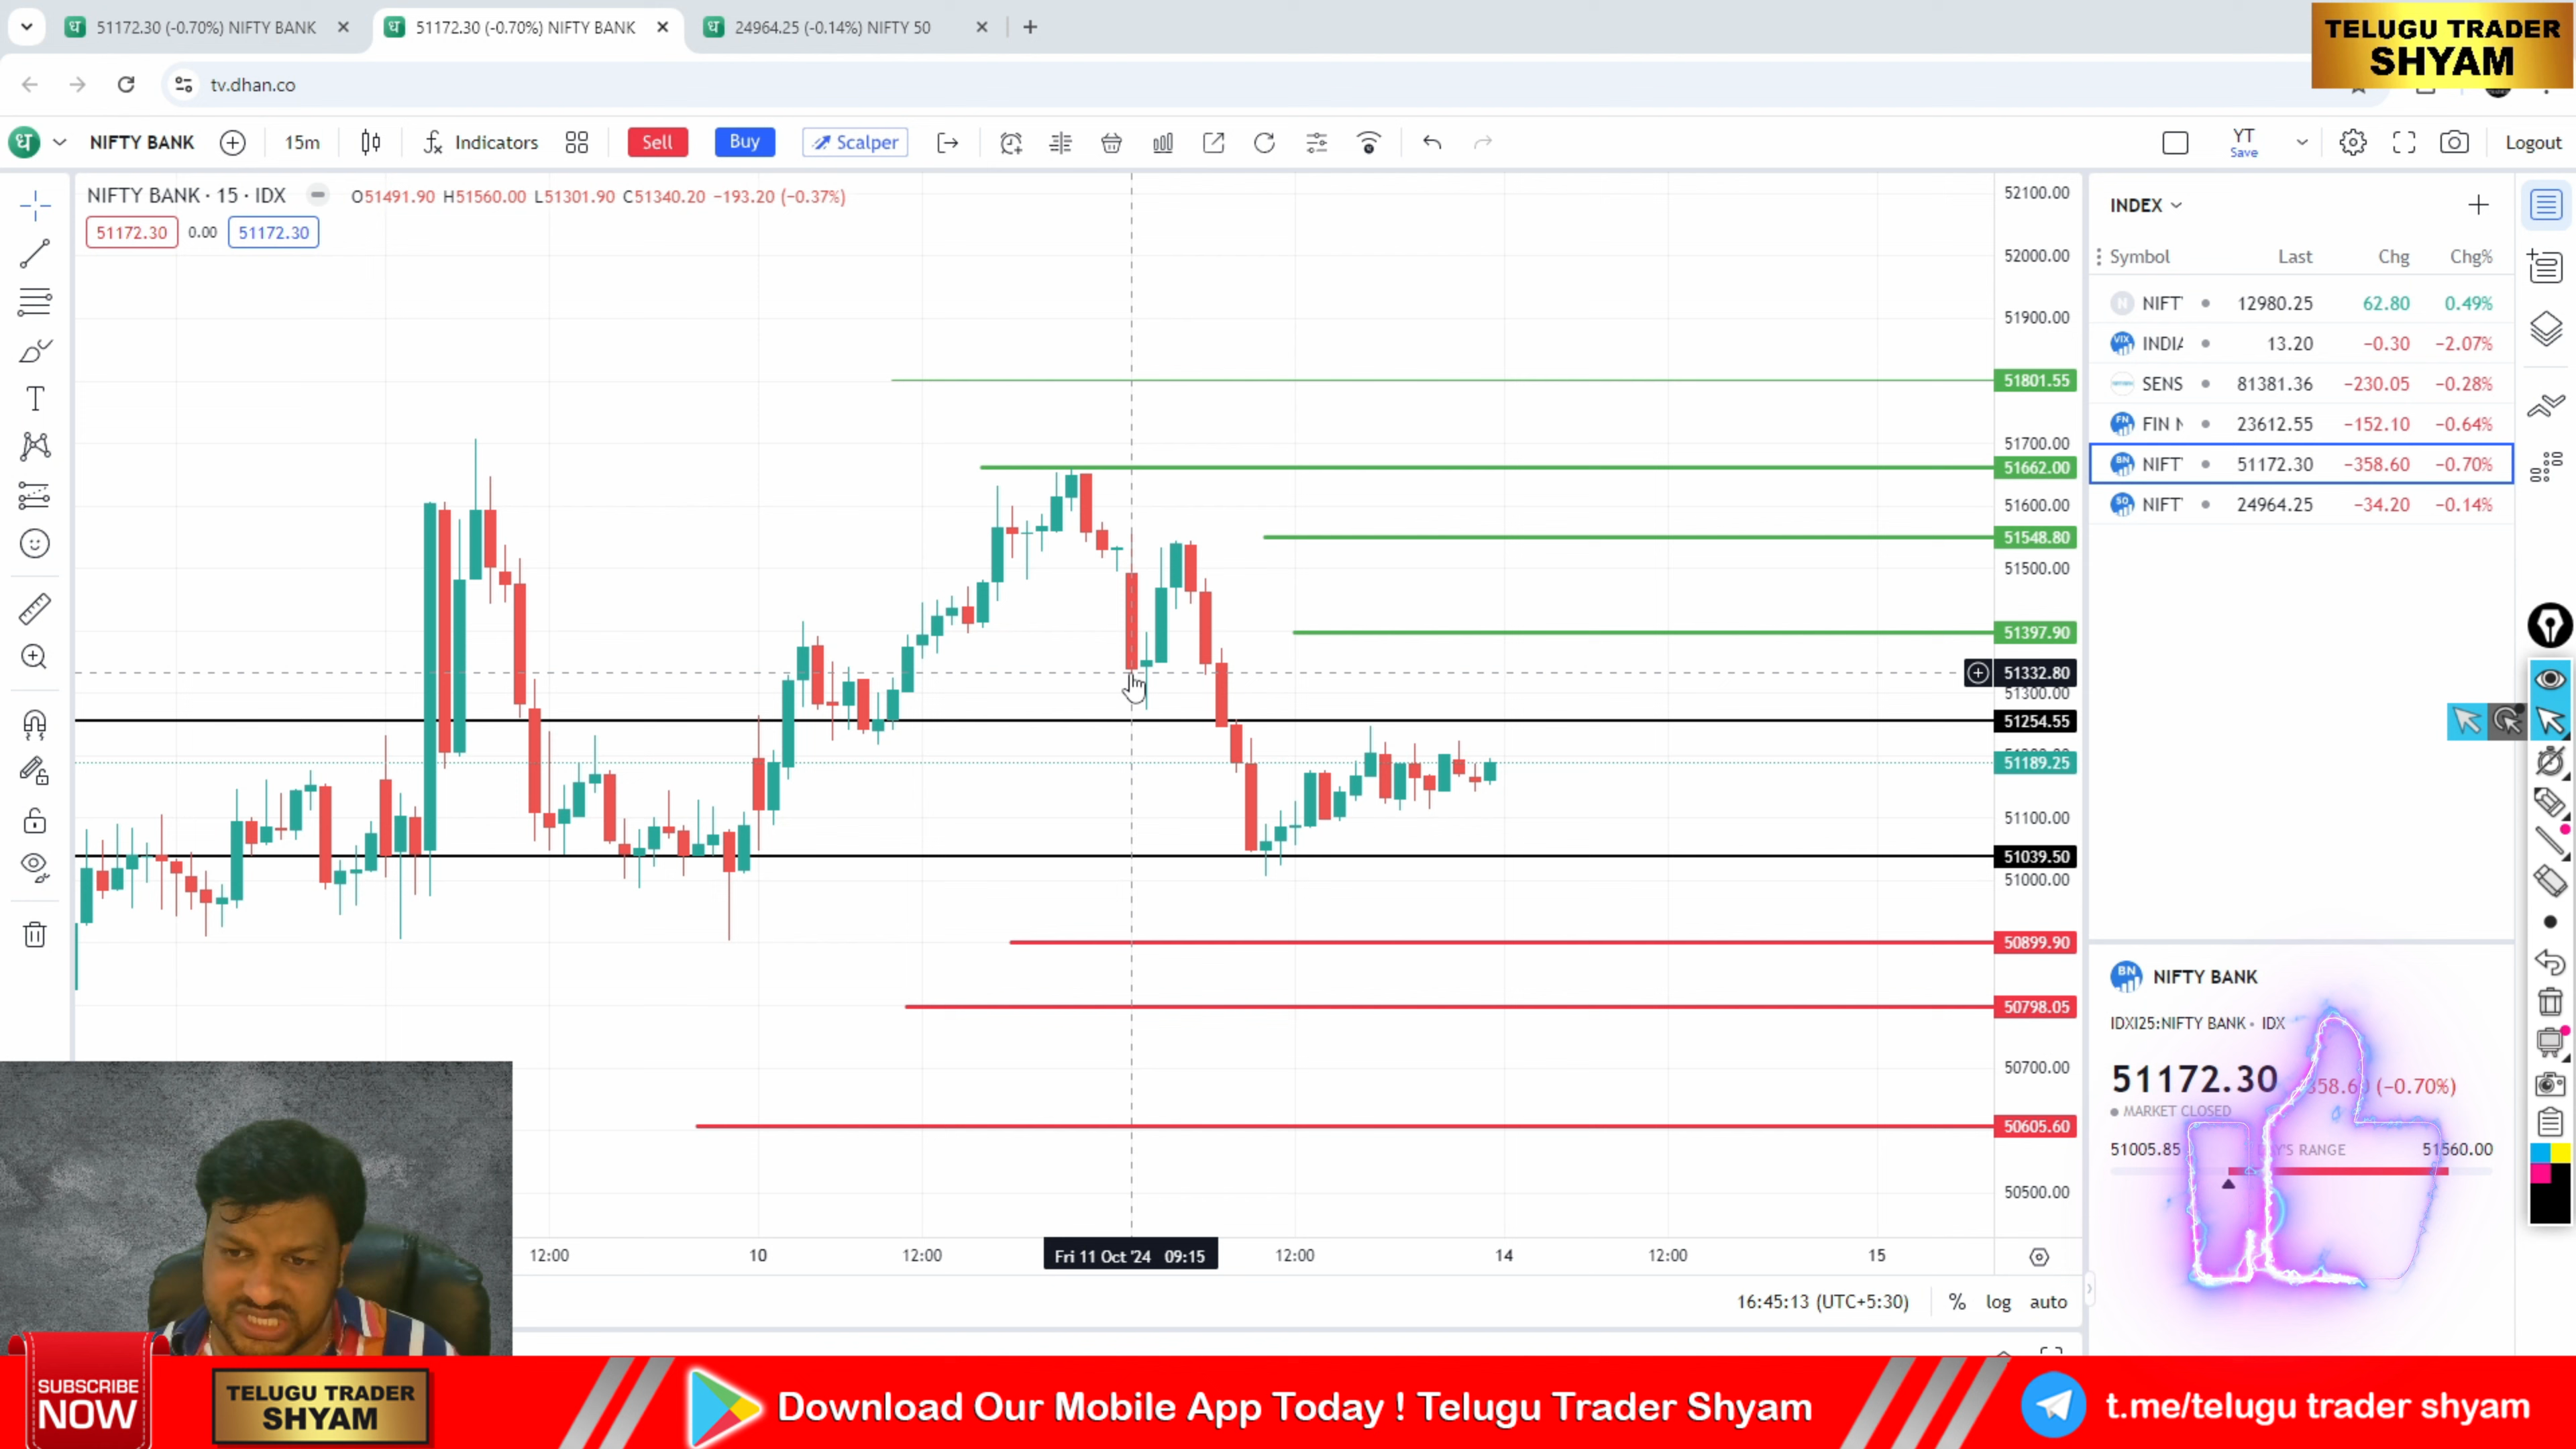 51172.30 (-0.70%) NIFTY BANK
51172.30 (-0.70%) NIFTY BANK
24964.25 (-0.14%) NIFTY 50
TELUGU TRADER
SHYAM
tv.dhan.co
NIFTY BANK
15m
Indicators
Sell
Buy
Scalper
YT
Save
Logout
NIFTY BANK · 15 · IDX
O51491.90 H51560.00 L51301.90 C51340.20 −193.20 (−0.37%)
51172.30
0.00
51172.30
52100.00
52000.00
51900.00
51801.55
51700.00
51662.00
51600.00
51548.80
51500.00
51397.90
51332.80
51300.00
51254.55
51189.25
51100.00
51039.50
51000.00
50899.90
50798.05
50700.00
50605.60
50500.00
INDEX
Symbol Last Chg Chg%
N NIFT 12980.25 62.80 0.49%
VIX INDIA 13.20 −0.30 −2.07%
SENS 81381.36 −230.05 −0.28%
FN FIN N 23612.55 −152.10 −0.64%
BN NIFT 51172.30 −358.60 −0.70%
50 NIFT 24964.25 −34.20 −0.14%
BN NIFTY BANK
IDXI25:NIFTY BANK • IDX
51172.30 (−0.70%)
MARKET CLOSED
51005.85 51560.00
12:00
10
12:00
Fri 11 Oct '24 09:15
12:00
14
12:00
15
16:45:13 (UTC+5:30)
% log auto
SUBSCRIBE
NOW
TELUGU TRADER
SHYAM
Download Our Mobile App Today ! Telugu Trader Shyam
t.me/telugu trader shyam